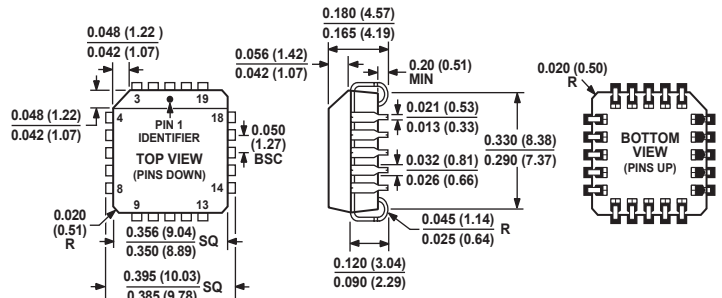 0.048 (1.22 )
0.042 (1.07)
0.048 (1.22)
0.042 (1.07)
3
19
4
18
PIN 1
IDENTIFIER
TOP VIEW
(PINS DOWN)
8
14
9
13
0.050
(1.27)
BSC
0.020
(0.51)
R
0.356 (9.04)
0.350 (8.89)
SQ
0.395 (10.03)
0.385 (9.78)
SQ
0.180 (4.57)
0.165 (4.19)
0.056 (1.42)
0.042 (1.07)
0.20 (0.51)
MIN
0.021 (0.53)
0.013 (0.33)
0.032 (0.81)
0.026 (0.66)
0.330 (8.38)
0.290 (7.37)
0.045 (1.14)
0.025 (0.64)
R
0.120 (3.04)
0.090 (2.29)
0.020 (0.50)
R
BOTTOM
VIEW
(PINS UP)